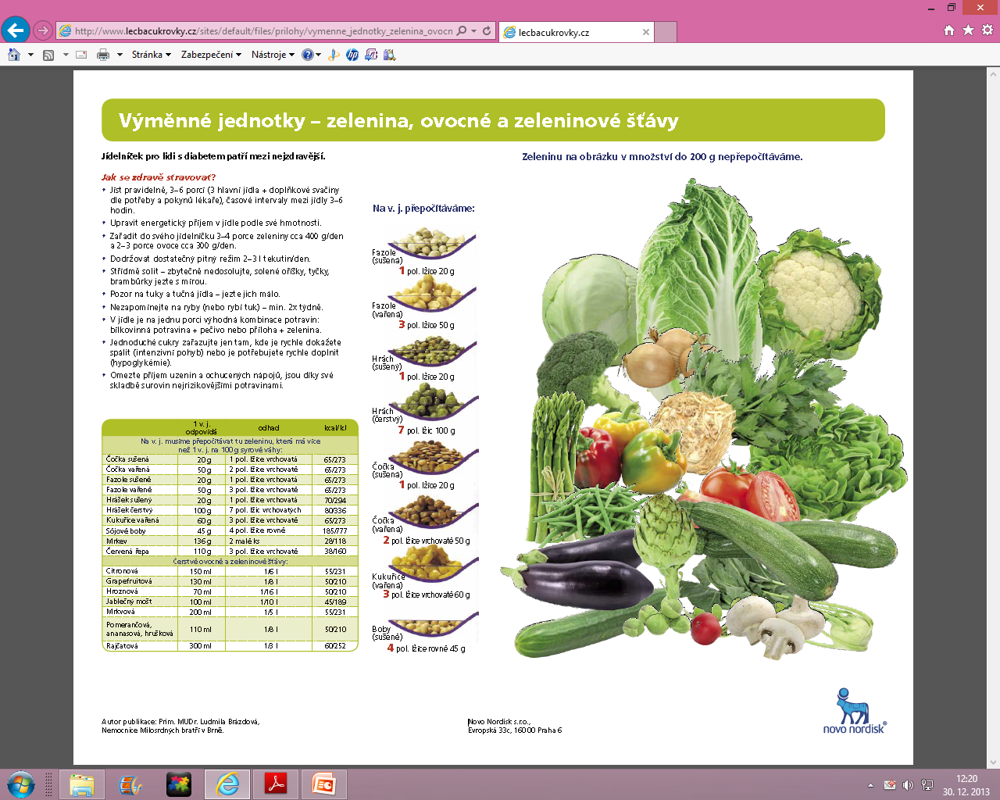 http://www.lecbacukrovky.cz/sites/default/files/prilohy/vymenne_jednotky_zelenina_ovocn
lecbacukrovky.cz
Stránka
Zabezpečení
Nástroje
Výměnné jednotky – zelenina, ovocné a zeleninové šťávy
Jídelníček pro lidi s diabetem patří mezi nejzdravější.
Jak se zdravě stravovat?
• Jíst pravidelně, 3–6 porcí (3 hlavní jídla + doplňkové svačiny
dle potřeby a pokynů lékaře), časové intervaly mezi jídly 3–6
hodin.
• Upravit energetický příjem v jídle podle své hmotnosti.
• Zařadit do svého jídelníčku 3–4 porce zeleniny cca 400 g/den
a 2–3 porce ovoce cca 300 g/den.
• Dodržovat dostatečný pitný režim 2–3 l tekutin/den.
• Střídmě solit – zbytečně nedosolujte, solené oříšky, tyčky,
brambůrky jezte s mírou.
• Pozor na tuky a tučná jídla – jezte jich málo.
• Nezapomínejte na ryby (nebo rybí tuk) – min. 2x týdně.
• V jídle je na jednu porci výhodná kombinace potravin:
bílkovinná potravina + pečivo nebo příloha + zelenina.
• Jednoduché cukry zařazujte jen tam, kde je rychle dokážete
spálit (intenzivní pohyb) nebo je potřebujete rychle doplnit
(hypoglykémie).
• Omezte příjem uzenin a ochucených nápojů, jsou díky své
skladbě surovin nejrizikovějšími potravinami.
1 v. j.
odpovídá
odhad
kcal/kJ
Na v. j. musíme přepočítávat tu zeleninu, která má více
než 1 v. j. na 100 g syrové váhy:
Čočka sušená 20 g 1 pol. lžíce vrchovatá 65/273
Čočka vařená 50 g 2 pol. lžíce vrchovaté 65/273
Fazole sušené 20 g 1 pol. lžíce vrchovatá 65/273
Fazole vařené 50 g 3 pol. lžíce vrchovaté 65/273
Hrášek sušený 20 g 1 pol. lžíce vrchovatá 70/294
Hrášek čerstvý 100 g 7 pol. lžic vrchovatých 80/336
Kukuřice vařená 60 g 3 pol. lžíce vrchovaté 65/273
Sójové boby 45 g 4 pol. lžíce rovné 185/777
Mrkev 136 g 2 malé ks 28/118
Červená řepa 110 g 3 pol. lžíce vrchovaté 38/160
Čerstvé ovocné a zeleninové šťávy:
Citronová 150 ml 1/6 l 55/231
Grapefruitová 130 ml 1/8 l 50/210
Hroznová 70 ml 1/16 l 50/210
Jablečný mošt 100 ml 1/10 l 45/189
Mrkvová 200 ml 1/5 l 55/231
Pomerančová,
ananasová, hrušková 110 ml 1/8 l 50/210
Rajčatová 300 ml 1/3 l 60/252
Na v. j. přepočítáváme:
Fazole
(sušená)
1 pol. lžíce 20 g
Fazole
(vařená)
3 pol. lžíce 50 g
Hrách
(sušený)
1 pol. lžíce 20 g
Hrách
(čerstvý)
7 pol. lžic 100 g
Čočka
(sušená)
1 pol. lžíce 20 g
Čočka
(vařená)
2 pol. lžíce vrchovaté 50 g
Kukuřice
(vařená)
3 pol. lžíce vrchovaté 60 g
Boby
(sušené)
4 pol. lžíce rovné 45 g
Zeleninu na obrázku v množství do 200 g nepřepočítáváme.
Autor publikace: Prim. MUDr. Ludmila Brázdová,
Nemocnice Milosrdných bratří v Brně.
Novo Nordisk s.r.o.,
Evropská 33c, 160 00 Praha 6
novo nordisk®
12:20
30. 12. 2013